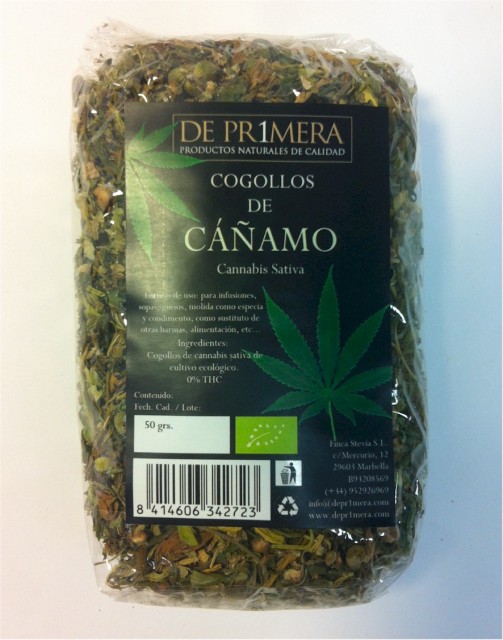 DE PR1MERA
PRODUCTOS NATURALES DE CALIDAD
COGOLLOS
DE
CÁÑAMO
Cannabis Sativa
de uso: para infusiones,
sopas, guisos, molida como especia
y condimento, como sustituto de
otras harinas, alimentación, etc...
Ingredientes:
Cogollos de cannabis sativa de
cultivo ecológico.
0% THC
Contenido:
Fech. Cad. / Lote:
50 grs.
8 414606 342723
Finca Stevia S.L.
c/Mercurio, 12
29603 Marbella
B94208569
(+34) 952926969
info@depr1mera.com
www.depr1mera.com